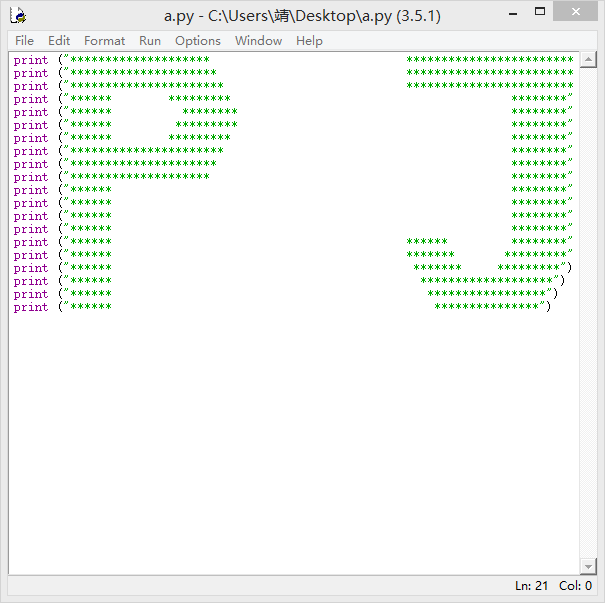 a.py - C:\Users\靖\Desktop\a.py (3.5.1)
File Edit Format Run Options Window Help
print ("********************                            ************************
print ("*********************                           ************************
print ("**********************                          ************************
print ("******        *********                                        ********"
print ("******          ********                                       ********"
print ("******         *********                                       ********"
print ("******        *********                                        ********"
print ("**********************                                         ********"
print ("*********************                                          ********"
print ("********************                                           ********"
print ("******                                                         ********"
print ("******                                                         ********"
print ("******                                                         ********"
print ("******                                                         ********"
print ("******                                          ******         ********"
print ("******                                          *******       *********"
print ("******                                           *******     *********")
print ("******                                            *******************")
print ("******                                             *****************")
print ("******                                              ***************")
Ln: 21 Col: 0